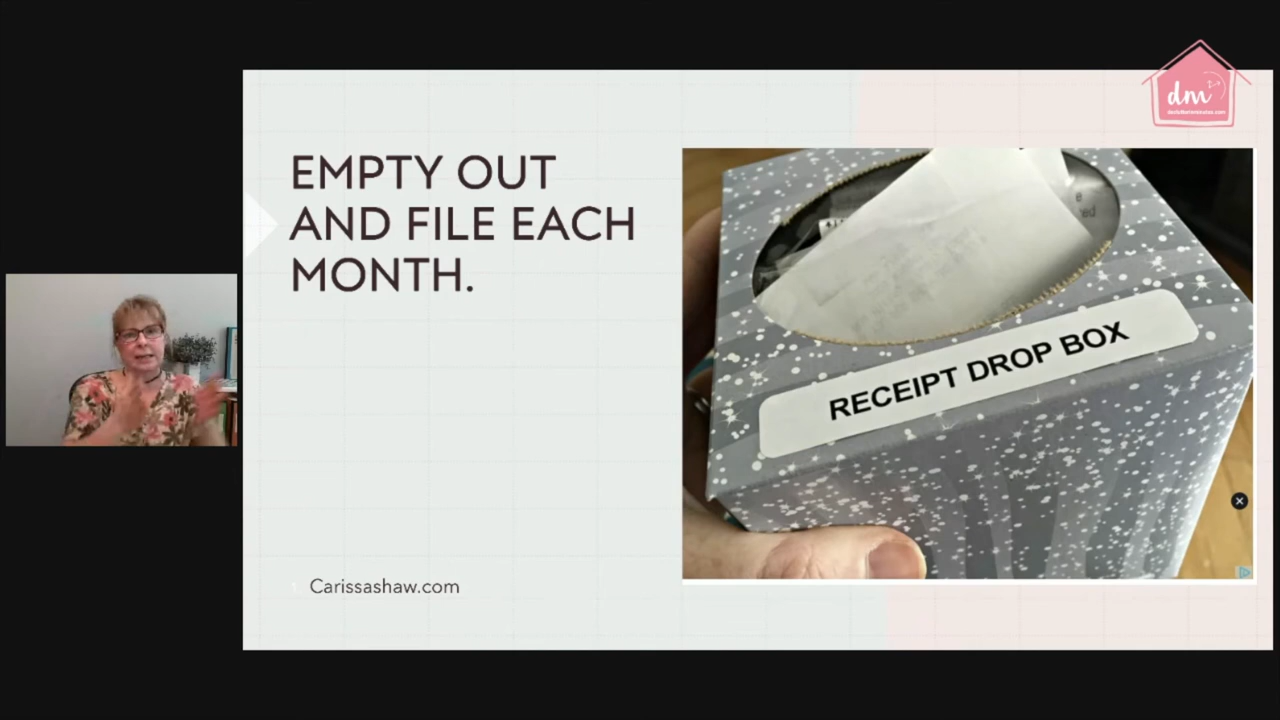 dm
EMPTY OUT
AND FILE EACH
MONTH.
RECEIPT DROP BOX
Carissashaw.com